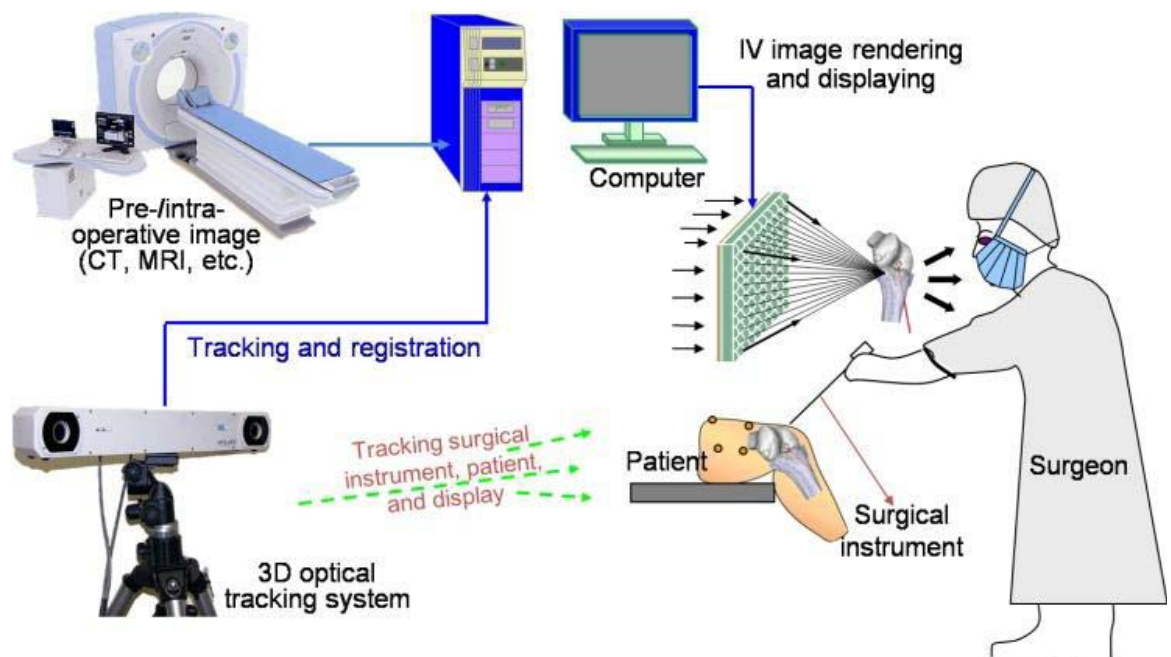 IV image rendering
and displaying
Computer
Pre-/intra-
operative image
(CT, MRI, etc.)
Tracking and registration
Tracking surgical
instrument, patient,
and display
Patient
Surgeon
Surgical
instrument
3D optical
tracking system